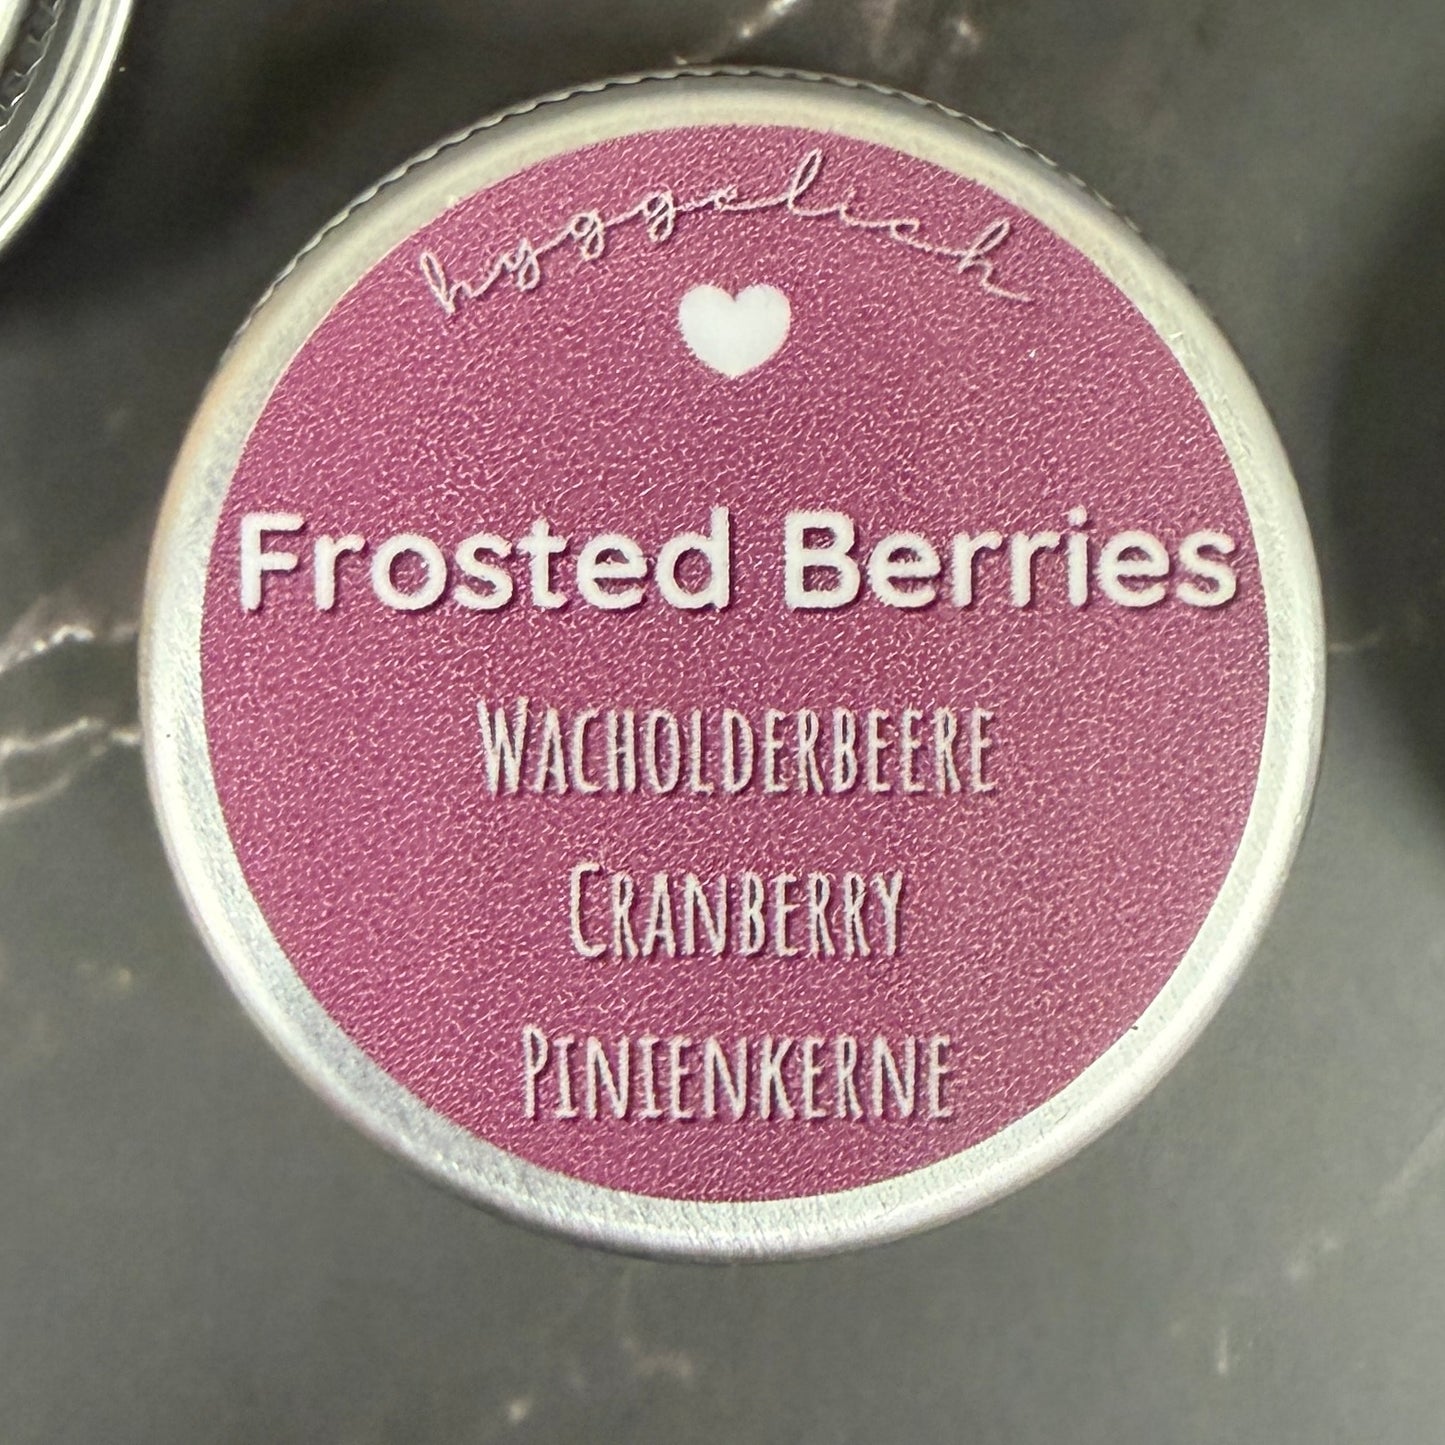 hyggelich
Frosted Berries
WACHOLDERBEERE
CRANBERRY
PINIENKERNE